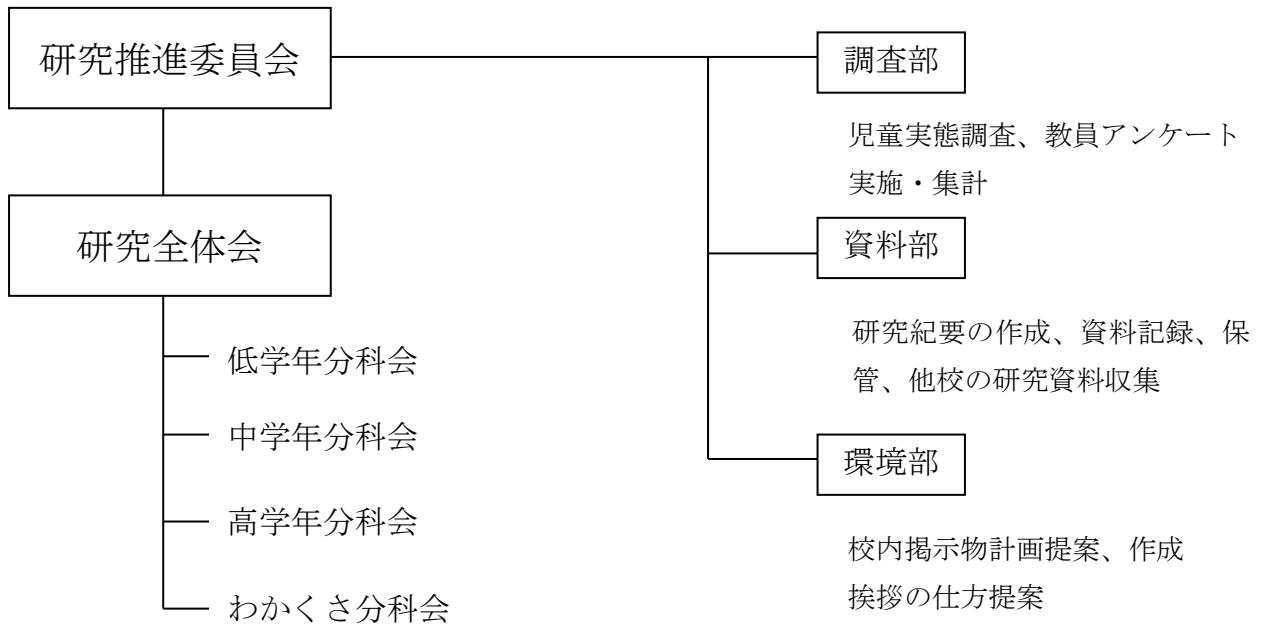 研究推進委員会
研究全体会
低学年分科会
中学年分科会
高学年分科会
わかくさ分科会
調査部
児童実態調査、教員アンケート
実施・集計
資料部
研究紀要の作成、資料記録、保
管、他校の研究資料収集
環境部
校内掲示物計画提案、作成
挨拶の仕方提案